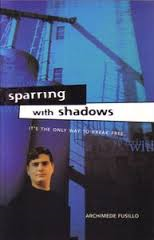 sparring
with shadows
IT'S THE ONLY WAY TO BREAK FREE
ARCHIMEDE FUSILLO